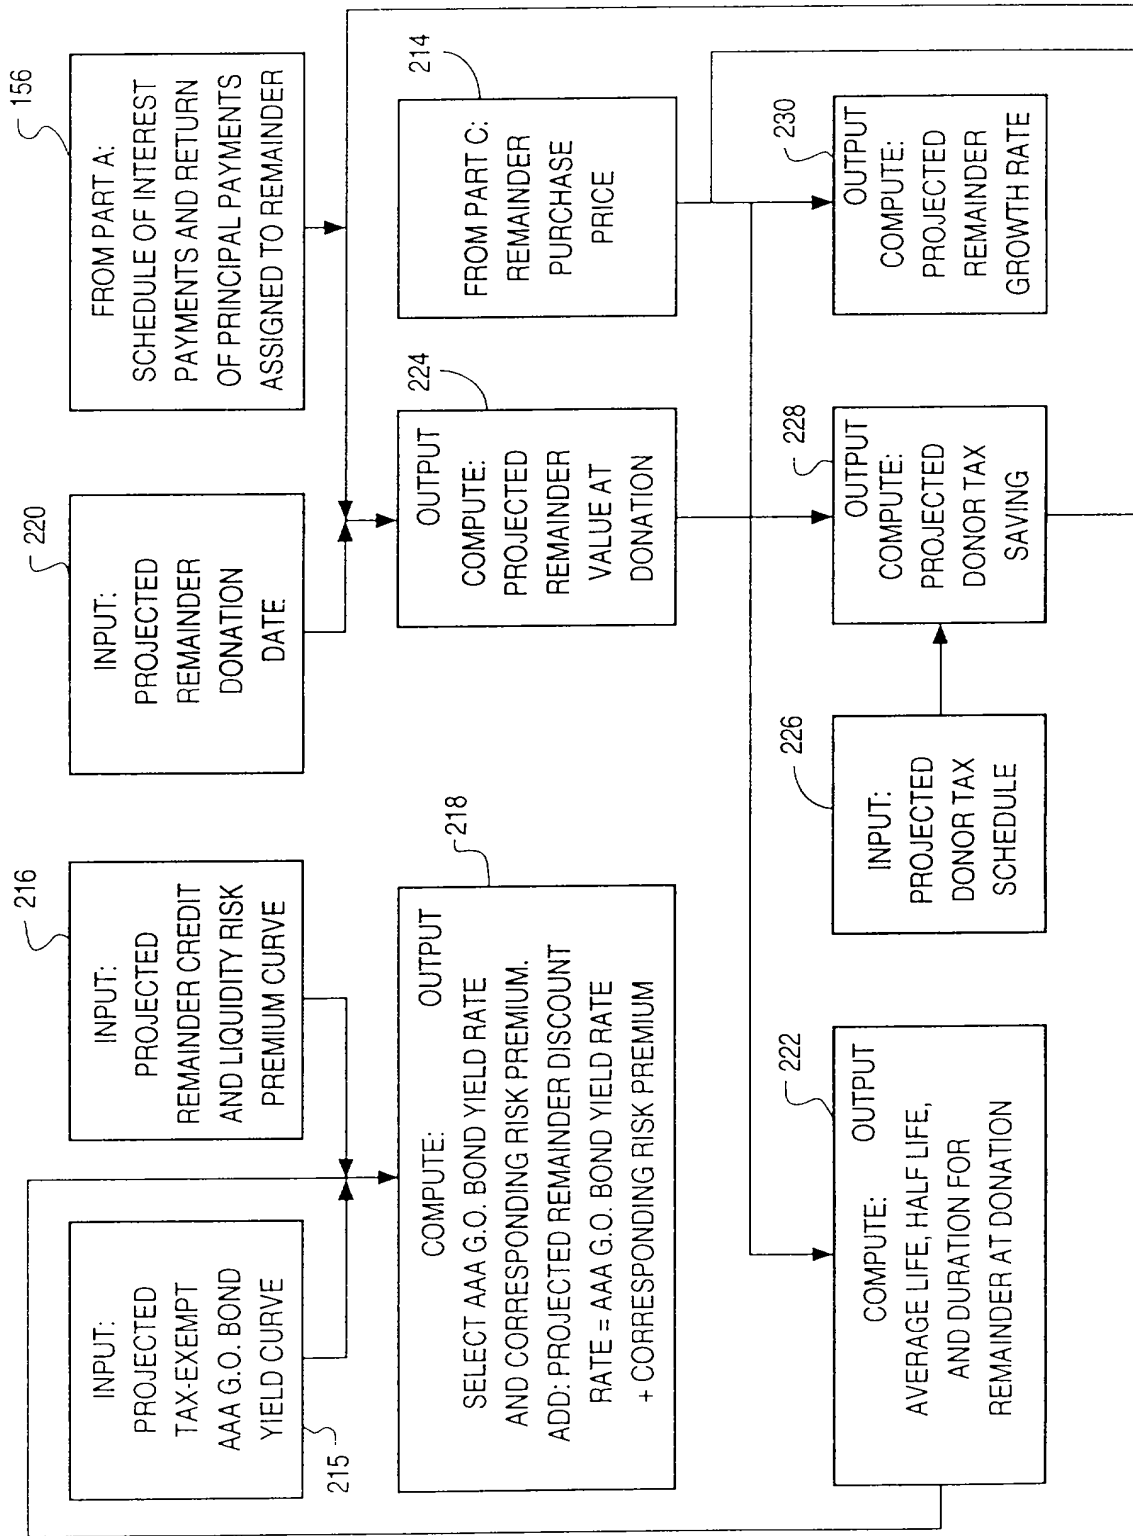 215
INPUT:
PROJECTED
TAX-EXEMPT
AAA G.O. BOND
YIELD CURVE
216
INPUT:
PROJECTED
REMAINDER CREDIT
AND LIQUIDITY RISK
PREMIUM CURVE
220
INPUT:
PROJECTED
REMAINDER
DONATION
DATE
156
FROM PART A:
SCHEDULE OF INTEREST
PAYMENTS AND RETURN
OF PRINCIPAL PAYMENTS
ASSIGNED TO REMAINDER
218
COMPUTE: OUTPUT
SELECT AAA G.O. BOND YIELD RATE
AND CORRESPONDING RISK PREMIUM.
ADD: PROJECTED REMAINDER DISCOUNT
RATE = AAA G.O. BOND YIELD RATE
+ CORRESPONDING RISK PREMIUM
224
OUTPUT
COMPUTE:
PROJECTED
REMAINDER
VALUE AT
DONATION
214
FROM PART C:
REMAINDER
PURCHASE
PRICE
222
COMPUTE: OUTPUT
AVERAGE LIFE, HALF LIFE,
AND DURATION FOR
REMAINDER AT DONATION
226
INPUT:
PROJECTED
DONOR TAX
SCHEDULE
228
OUTPUT
COMPUTE:
PROJECTED
DONOR TAX
SAVING
230
OUTPUT
COMPUTE:
PROJECTED
REMAINDER
GROWTH RATE